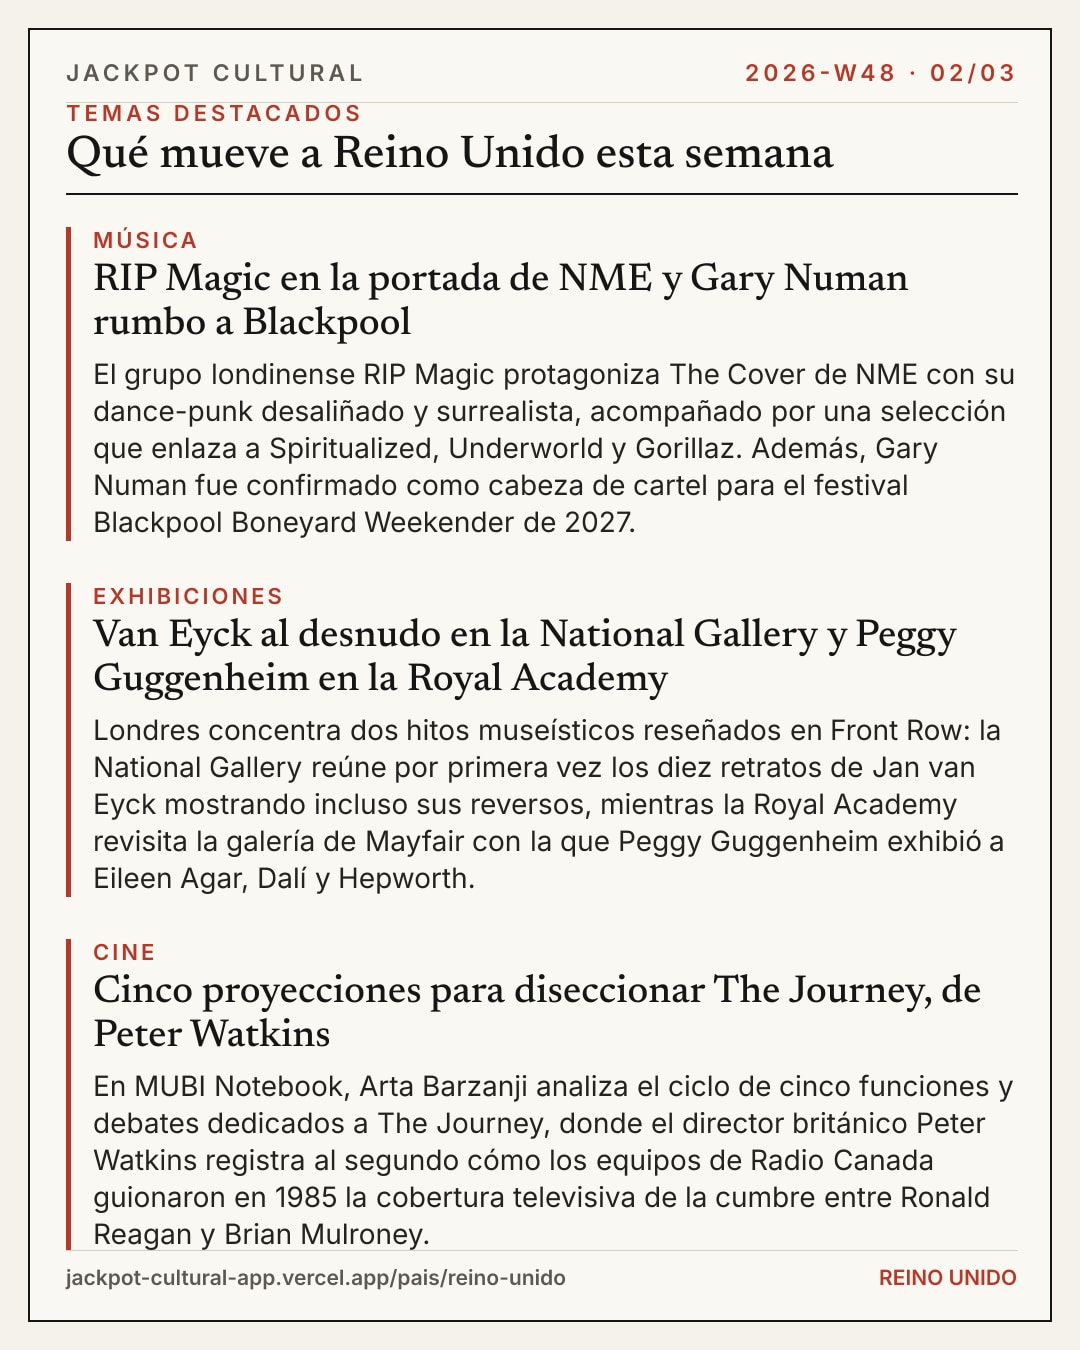 JACKPOT CULTURAL
2026-W48 · 02/03
TEMAS DESTACADOS
Qué mueve a Reino Unido esta semana
MÚSICA
RIP Magic en la portada de NME y Gary Numan
rumbo a Blackpool
El grupo londinense RIP Magic protagoniza The Cover de NME con su
dance-punk desaliñado y surrealista, acompañado por una selección
que enlaza a Spiritualized, Underworld y Gorillaz. Además, Gary
Numan fue confirmado como cabeza de cartel para el festival
Blackpool Boneyard Weekender de 2027.
EXHIBICIONES
Van Eyck al desnudo en la National Gallery y Peggy
Guggenheim en la Royal Academy
Londres concentra dos hitos museísticos reseñados en Front Row: la
National Gallery reúne por primera vez los diez retratos de Jan van
Eyck mostrando incluso sus reversos, mientras la Royal Academy
revisita la galería de Mayfair con la que Peggy Guggenheim exhibió a
Eileen Agar, Dalí y Hepworth.
CINE
Cinco proyecciones para diseccionar The Journey, de
Peter Watkins
En MUBI Notebook, Arta Barzanji analiza el ciclo de cinco funciones y
debates dedicados a The Journey, donde el director británico Peter
Watkins registra al segundo cómo los equipos de Radio Canada
guionaron en 1985 la cobertura televisiva de la cumbre entre Ronald
Reagan y Brian Mulroney.
jackpot-cultural-app.vercel.app/pais/reino-unido
REINO UNIDO